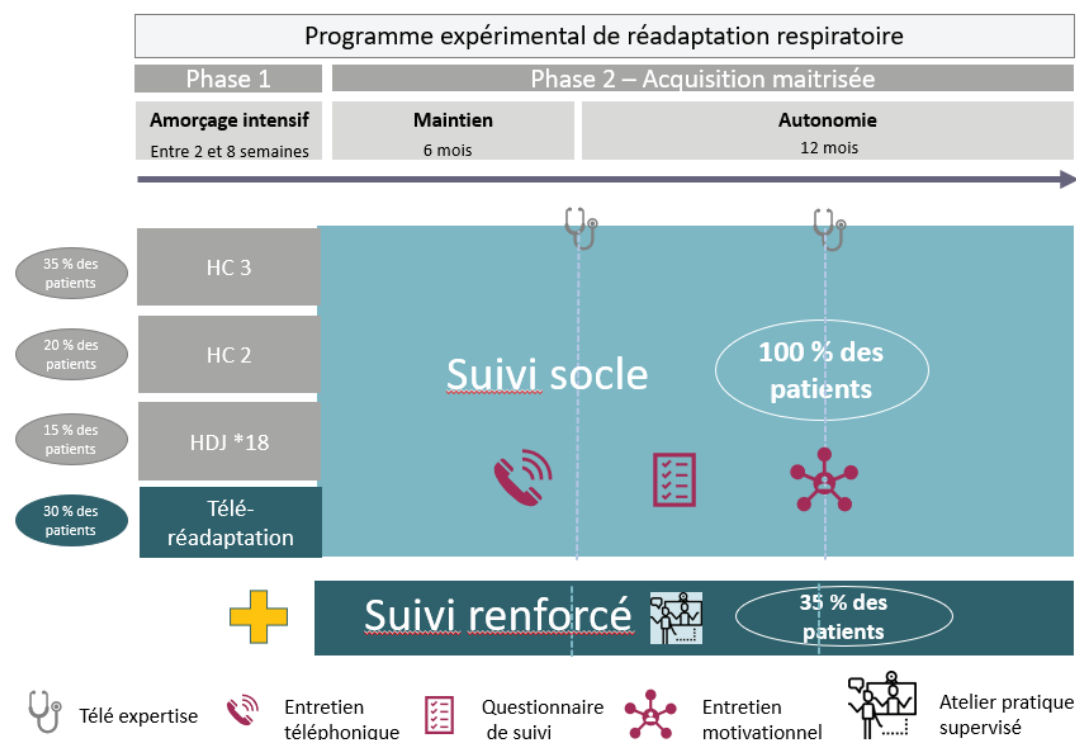 Programme expérimental de réadaptation respiratoire
Phase 1
Phase 2 – Acquisition maitrisée
Amorçage intensif
Entre 2 et 8 semaines
Maintien
6 mois
Autonomie
12 mois
35 % des
patients
HC 3
20 % des
patients
HC 2
15 % des
patients
HDJ *18
30 % des
patients
Télé-
réadaptation
Suivi socle
100 % des
patients
Suivi renforcé
35 % des
patients
Télé expertise
Entretien
téléphonique
Questionnaire
de suivi
Entretien
motivationnel
Atelier pratique
supervisé